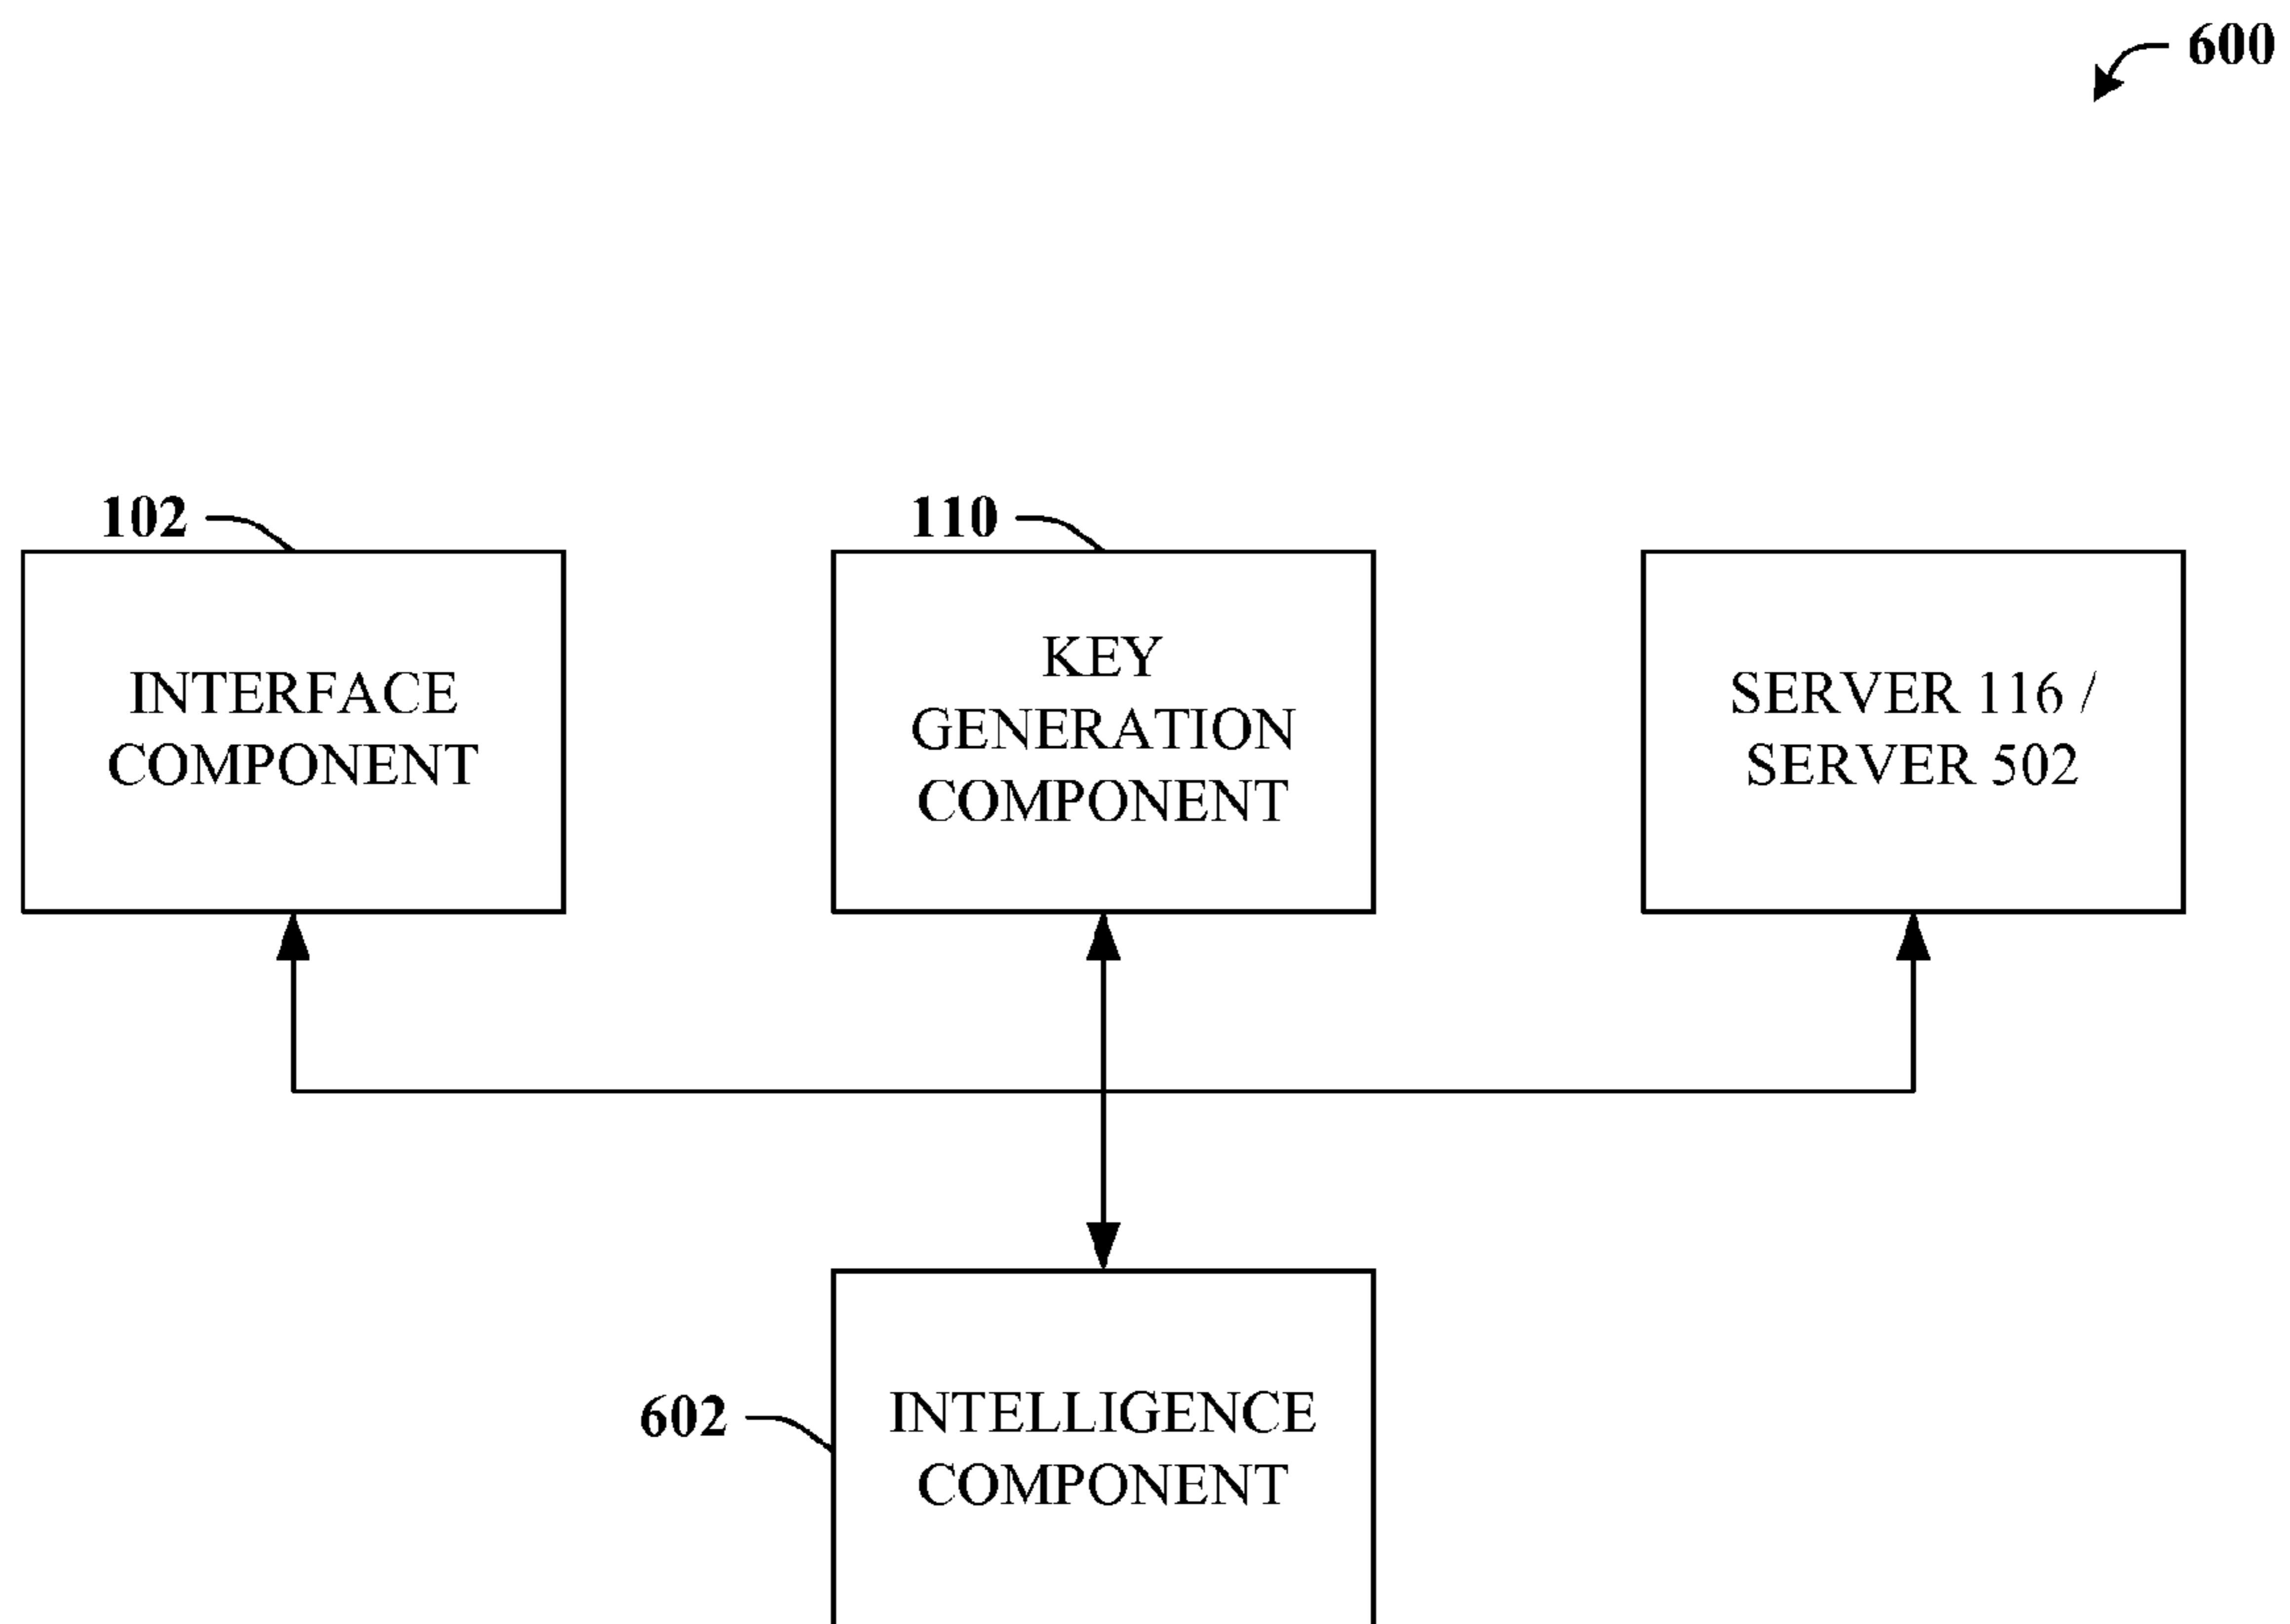 600
102
INTERFACE
COMPONENT
110
KEY
GENERATION
COMPONENT
SERVER 116 /
SERVER 502
602
INTELLIGENCE
COMPONENT